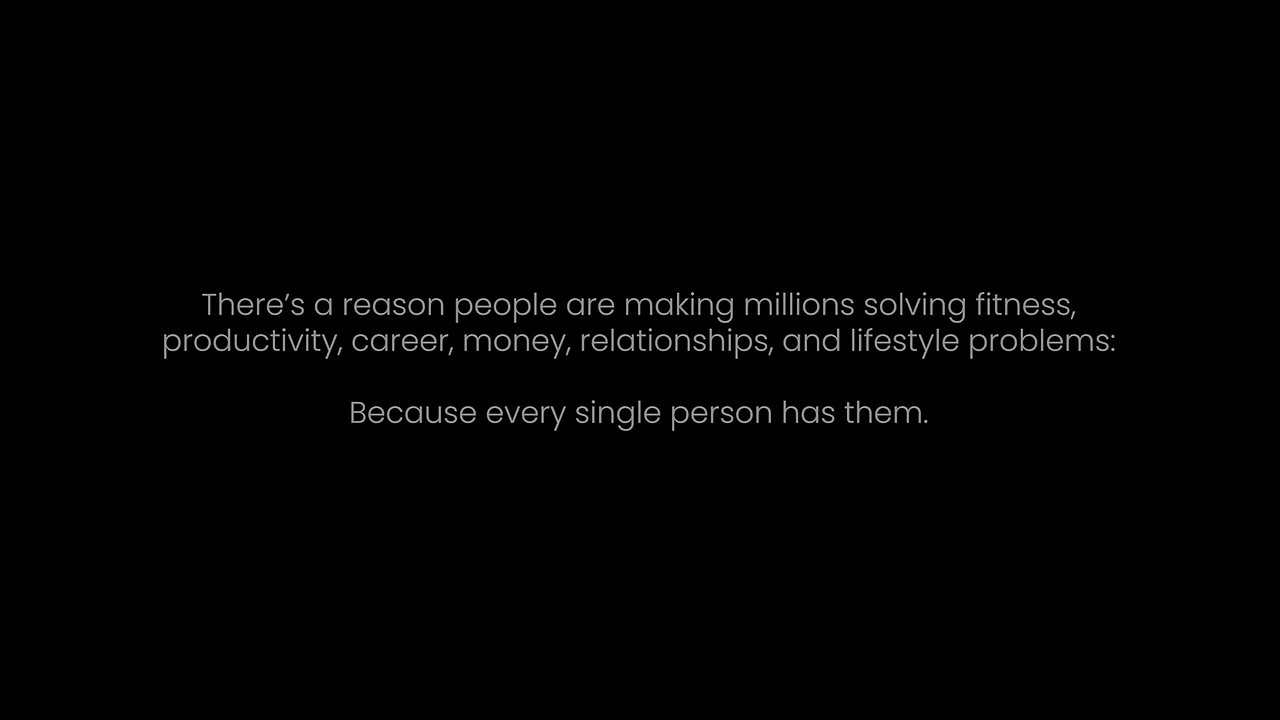 There’s a reason people are making millions solving fitness,
productivity, career, money, relationships, and lifestyle problems:
Because every single person has them.